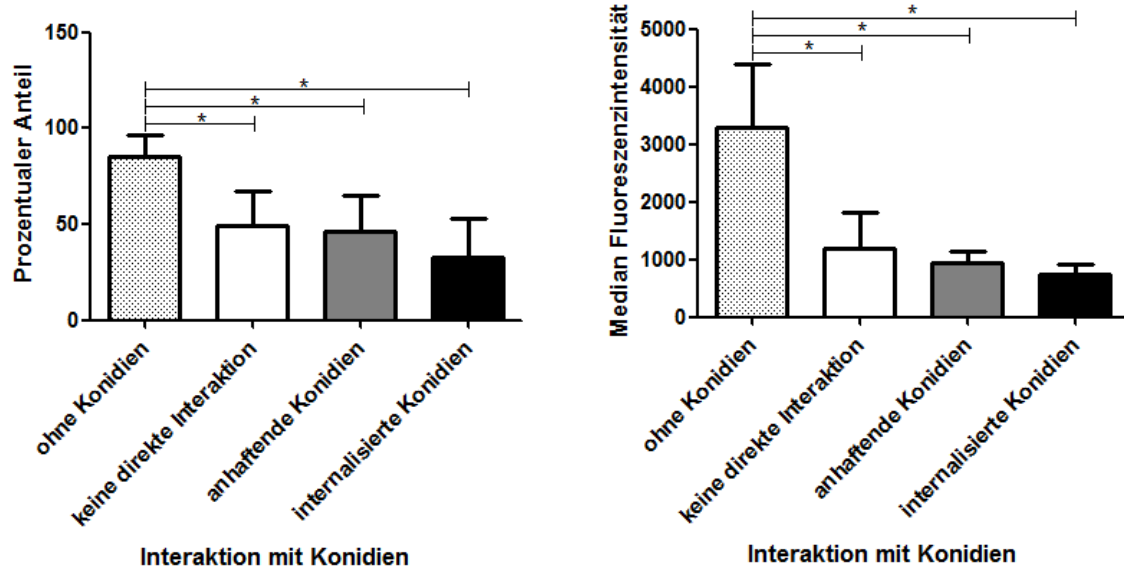 Prozentualer Anteil
150
100
50
0
*
*
*
ohne Konidien
keine direkte Interaktion
anhaftende Konidien
internalisierte Konidien
Interaktion mit Konidien
Median Fluoreszenzintensität
5000
4000
3000
2000
1000
0
*
*
*
ohne Konidien
keine direkte Interaktion
anhaftende Konidien
internalisierte Konidien
Interaktion mit Konidien